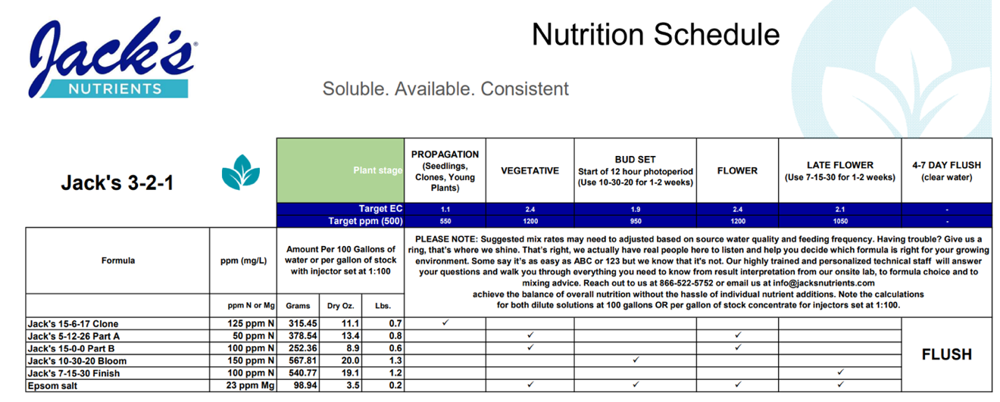 Jack's®
NUTRIENTS
Nutrition Schedule
Soluble. Available. Consistent
Jack's 3-2-1
Plant stage
PROPAGATION
(Seedlings,
Clones, Young
Plants)
VEGETATIVE
BUD SET
Start of 12 hour photoperiod
(Use 10-30-20 for 1-2 weeks)
FLOWER
LATE FLOWER
(Use 7-15-30 for 1-2 weeks)
4-7 DAY FLUSH
(clear water)
Target EC 1.1 2.4 1.9 2.4 2.1 -
Target ppm (500) 550 1200 950 1200 1050 -
Formula
ppm (mg/L)
Amount Per 100 Gallons of
water or per gallon of stock
with injector set at 1:100
PLEASE NOTE: Suggested mix rates may need to adjusted based on source water quality and feeding frequency. Having trouble? Give us a
ring, that's where we shine. That's right, we actually have real people here to listen and help you decide which formula is right for your growing
environment. Some say it's as easy as ABC or 123 but we know that it's not. Our highly trained and personalized technical staff will answer
your questions and walk you through everything you need to know from result interpretation from our onsite lab, to formula choice and to
mixing advice. Reach out to us at 866-522-5752 or email us at info@jacksnutrients.com
achieve the balance of overall nutrition without the hassle of individual nutrient additions. Note the calculations
for both dilute solutions at 100 gallons OR per gallon of stock concentrate for injectors set at 1:100.
ppm N or Mg Grams Dry Oz. Lbs.
Jack's 15-6-17 Clone 125 ppm N 315.45 11.1 0.7 ✓
Jack's 5-12-26 Part A 50 ppm N 378.54 13.4 0.8 ✓ ✓
Jack's 15-0-0 Part B 100 ppm N 252.36 8.9 0.6 ✓ ✓
Jack's 10-30-20 Bloom 150 ppm N 567.81 20.0 1.3 ✓
Jack's 7-15-30 Finish 100 ppm N 540.77 19.1 1.2 ✓
Epsom salt 23 ppm Mg 98.94 3.5 0.2 ✓ ✓ ✓ ✓
FLUSH